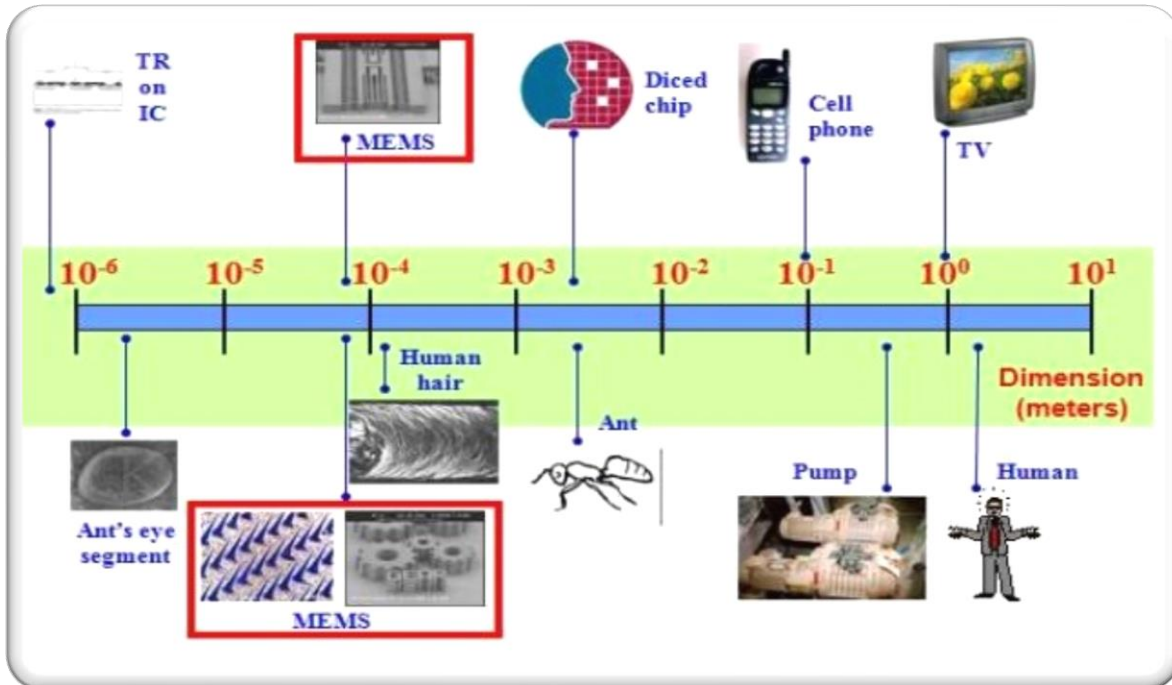 TR
on
IC
MEMS
Diced
chip
Cell
phone
TV
10⁻⁶
10⁻⁵
10⁻⁴
10⁻³
10⁻²
10⁻¹
10⁰
10¹
Human
hair
Dimension
(meters)
Ant
Pump
Human
Ant's eye
segment
MEMS